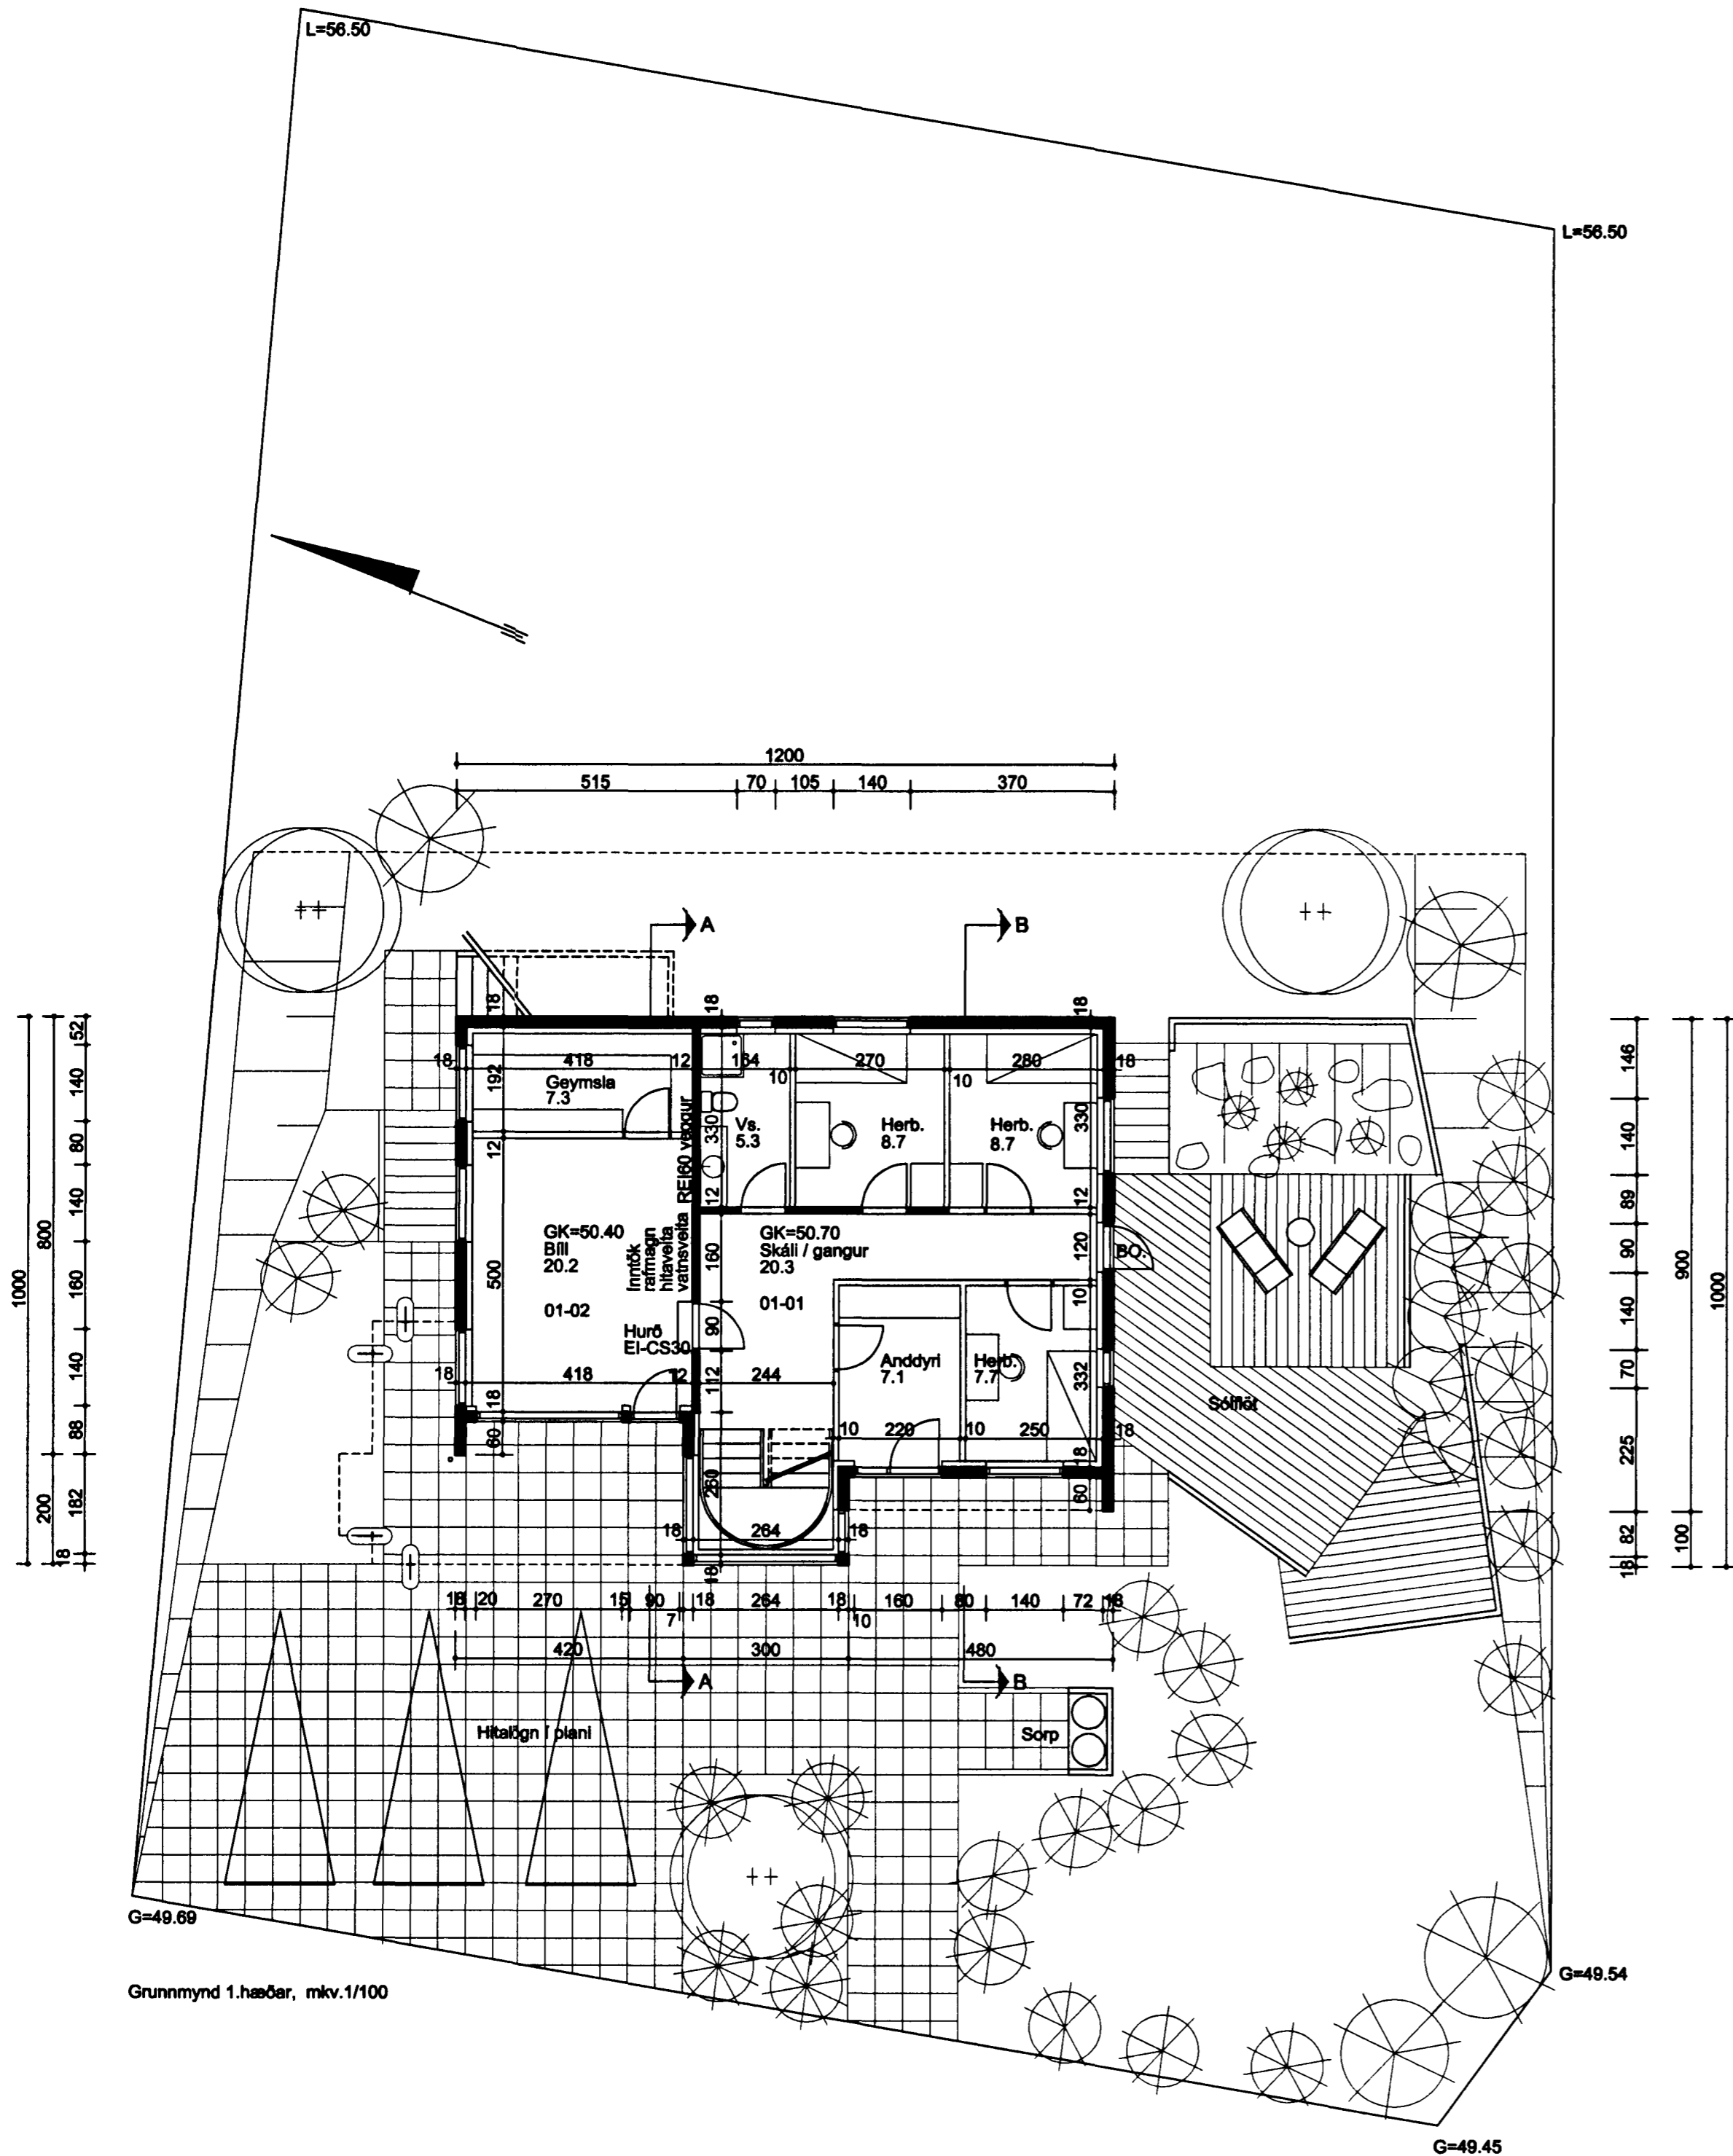 L=56.50
L=56.50
1200
515 70 105 140 370
A
B
18
18
18
18 418 12 164 270 280 18
10
10
192
Geymsla
7.3
12
330
Vs.
5.3
Herb.
8.7
Herb.
8.7
330
REI60 veggur
12
12
GK=50.40
Bíll
20.2
01-02
500
Inntök
rafmagn
hitaveita
vatnsveita
160
GK=50.70
Skáli / gangur
20.3
01-01
120
BO.
10
Hurð
EI-CS30
90
112
Anddyri
7.1
Herb.
7.7
332
18 418 12 244
18
60
10 220 10 250 18
18
60
260
18 264 18
18
Sólflöt
1000
800
200
52
140
80
140
160
140
88
182
18
146
140
89
90
140
70
225
82
18
900
100
1000
18 20 270 15 90 18 264 18 160 80 140 72 18
7
10
420 300 480
A
B
Hitalögn í plani
Sorp
G=49.69
G=49.54
Grunnmynd 1.hæðar, mkv.1/100
G=49.45